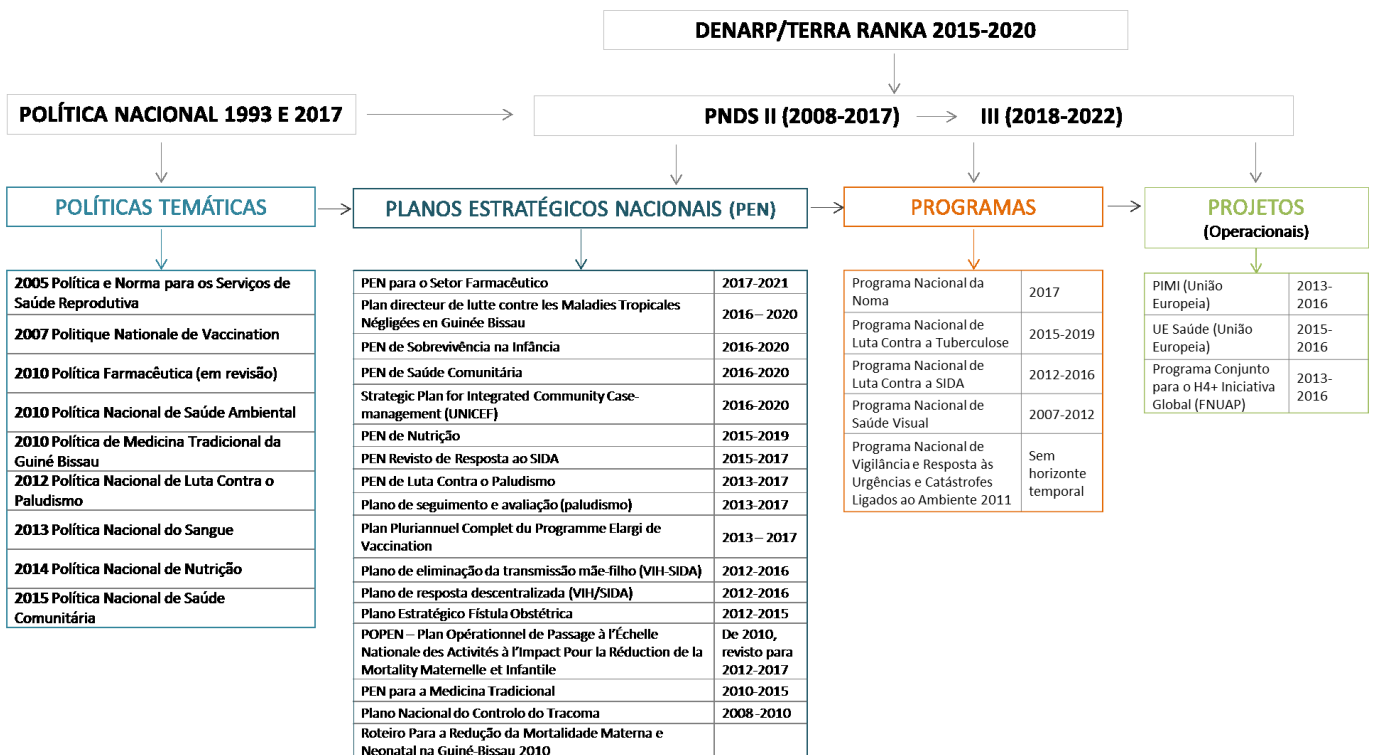 DENARP/TERRA RANKA 2015-2020
POLÍTICA NACIONAL 1993 E 2017
PNDS II (2008-2017)
III (2018-2022)
POLÍTICAS TEMÁTICAS
PLANOS ESTRATÉGICOS NACIONAIS (PEN)
PROGRAMAS
PROJETOS
(Operacionais)
2005 Política e Norma para os Serviços de
Saúde Reprodutiva
2007 Politique Nationale de Vaccination
2010 Política Farmacêutica (em revisão)
2010 Política Nacional de Saúde Ambiental
2010 Política de Medicina Tradicional da
Guiné Bissau
2012 Política Nacional de Luta Contra o
Paludismo
2013 Política Nacional do Sangue
2014 Política Nacional de Nutrição
2015 Política Nacional de Saúde
Comunitária
PEN para o Setor Farmacêutico
2017-2021
Plan directeur de lutte contre les Maladies Tropicales
Négligées en Guinée Bissau
2016 – 2020
PEN de Sobrevivência na Infância
2016-2020
PEN de Saúde Comunitária
2016-2020
Strategic Plan for Integrated Community Case-
management (UNICEF)
2016-2020
PEN de Nutrição
2015-2019
PEN Revisto de Resposta ao SIDA
2015-2017
PEN de Luta Contra o Paludismo
2013-2017
Plano de seguimento e avaliação (paludismo)
2013-2017
Plan Pluriannuel Complet du Programme Elargi de
Vaccination
2013 – 2017
Plano de eliminação da transmissão mãe-filho (VIH-SIDA)
2012-2016
Plano de resposta descentralizada (VIH/SIDA)
2012-2016
Plano Estratégico Fístula Obstétrica
2012-2015
POPEN – Plan Opérationnel de Passage à l'Échelle
Nationale des Activités à l'Impact Pour la Réduction de la
Mortality Maternelle et Infantile
De 2010,
revisto para
2012-2017
PEN para a Medicina Tradicional
2010-2015
Plano Nacional do Controlo do Tracoma
2008-2010
Roteiro Para a Redução da Mortalidade Materna e
Neonatal na Guiné-Bissau 2010
Programa Nacional da
Noma
2017
Programa Nacional de
Luta Contra a Tuberculose
2015-2019
Programa Nacional de
Luta Contra a SIDA
2012-2016
Programa Nacional de
Saúde Visual
2007-2012
Programa Nacional de
Vigilância e Resposta às
Urgências e Catástrofes
Ligados ao Ambiente 2011
Sem
horizonte
temporal
PIMI (União
Europeia)
2013-
2016
UE Saúde (União
Europeia)
2015-
2016
Programa Conjunto
para o H4+ Iniciativa
Global (FNUAP)
2013-
2016